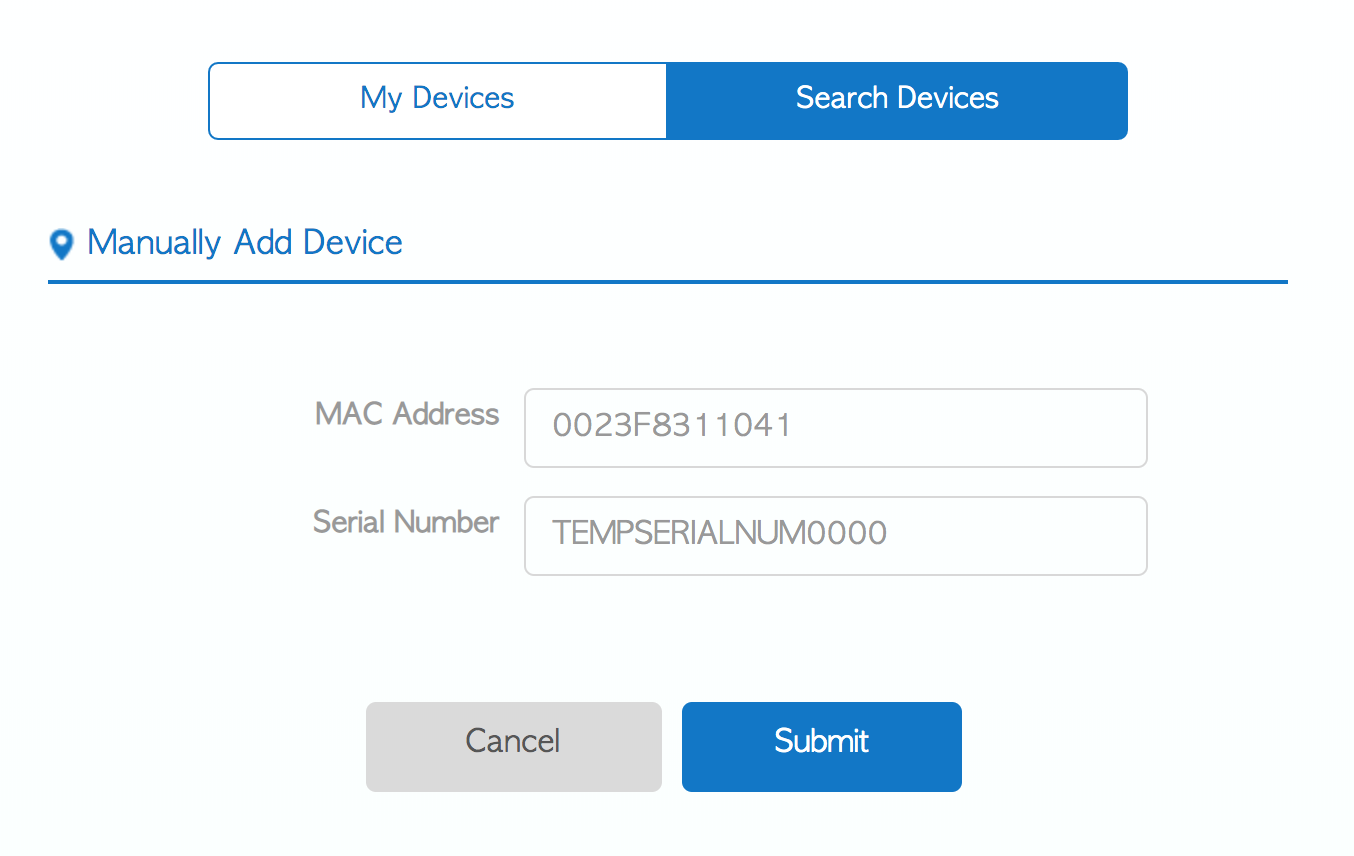 My Devices
Search Devices
Manually Add Device
MAC Address
0023F8311041
Serial Number
TEMPSERIALNUM0000
Cancel
Submit